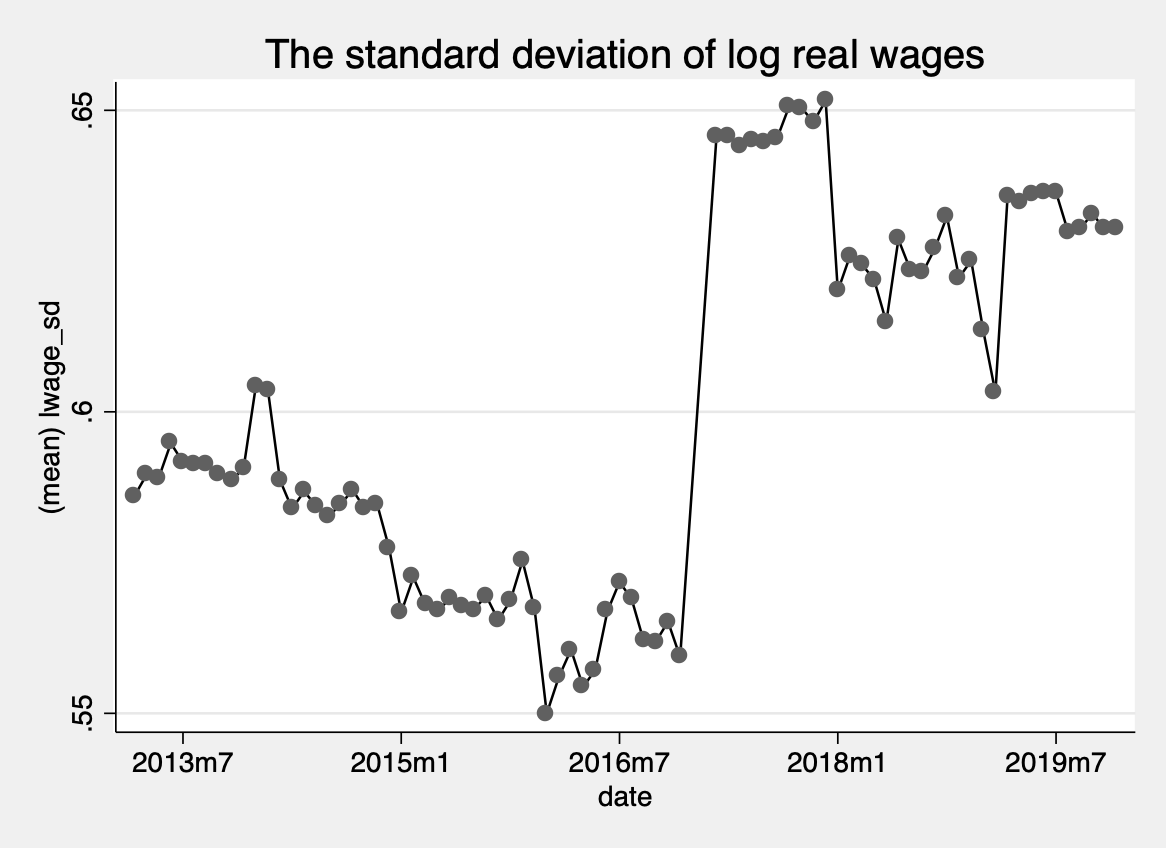 The standard deviation of log real wages
(mean) lwage_sd
.65
.6
.55
2013m7
2015m1
2016m7
2018m1
2019m7
date